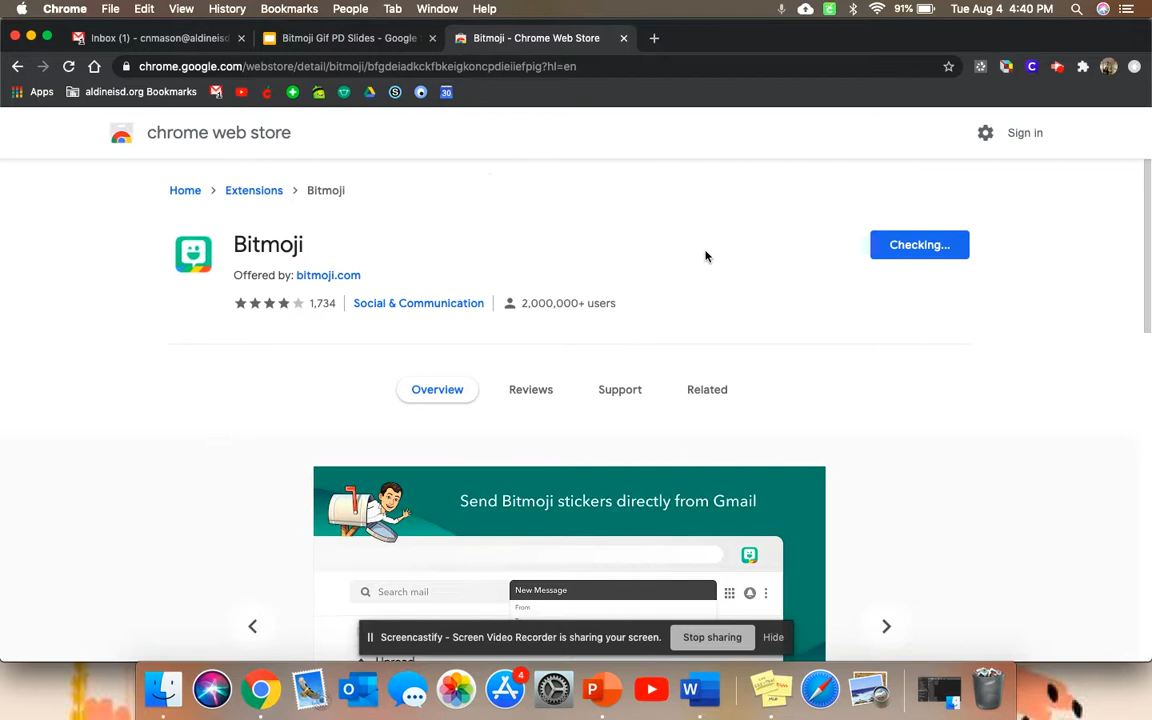 Chrome File Edit View History Bookmarks People Tab Window Help 91% Tue Aug 4 4:40 PM
Inbox (1) - cnmason@aldineisd Bitmoji Gif PD Slides - Google Bitmoji - Chrome Web Store
chrome.google.com/webstore/detail/bitmoji/bfgdeiadkckfbkeigkoncpdieiiefpig?hl=en
Apps aldineisd.org Bookmarks 30
chrome web store Sign in
Home > Extensions > Bitmoji
Bitmoji
Checking...
Offered by: bitmoji.com
1,734 Social & Communication 2,000,000+ users
Overview Reviews Support Related
Send Bitmoji stickers directly from Gmail
Search mail New Message
From
Screencastify - Screen Video Recorder is sharing your screen. Stop sharing Hide
4